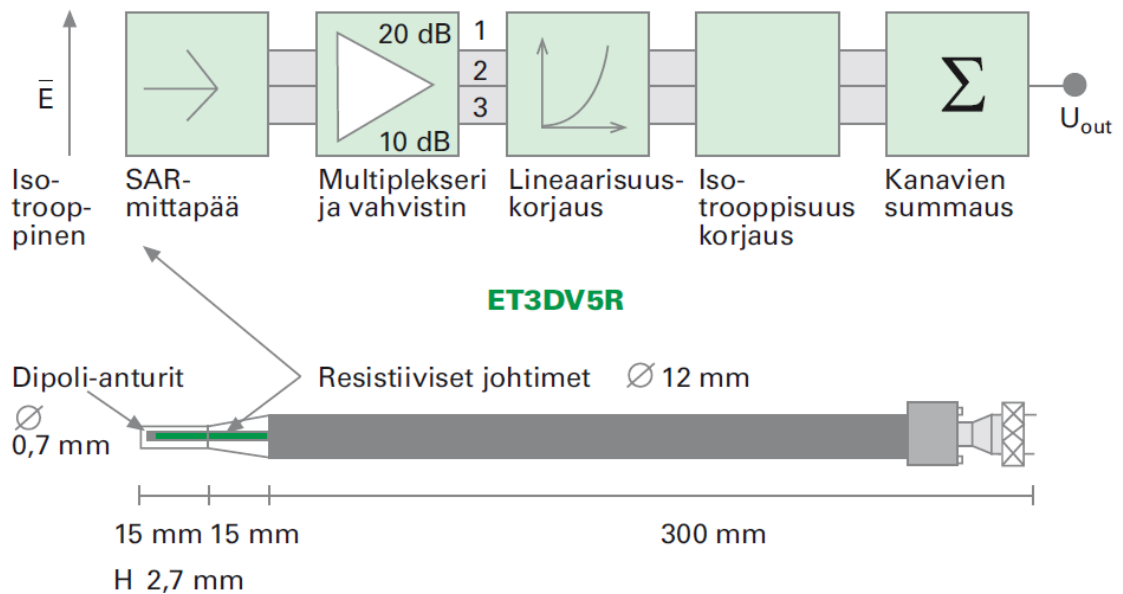 20 dB
1
2
3
10 dB
E
Σ
U out
Iso-
troop-
pinen
SAR-
mittapää
Multiplekseri
ja vahvistin
Lineaarisuus-
korjaus
Iso-
trooppisuus
korjaus
Kanavien
summaus
ET3DV5R
Dipoli-anturit
Resistiiviset johtimet ∅ 12 mm
∅
0,7 mm
15 mm 15 mm
300 mm
H 2,7 mm